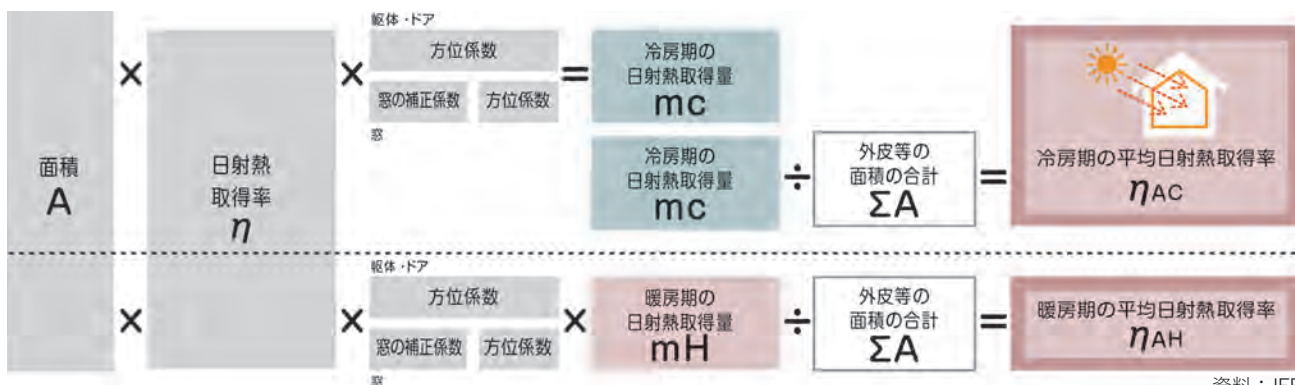 面積
A
×
日射熱
取得率
η
×
躯体・ドア
方位係数
窓の補正係数 方位係数
窓
=
冷房期の
日射熱取得量
mc
冷房期の
日射熱取得量
mc
÷
外皮等の
面積の合計
ΣA
=
冷房期の平均日射熱取得率
ηAC
×
×
躯体・ドア
方位係数
窓の補正係数 方位係数
窓
×
暖房期の
日射熱取得量
mH
÷
外皮等の
面積の合計
ΣA
=
暖房期の平均日射熱取得率
ηAH
資料：